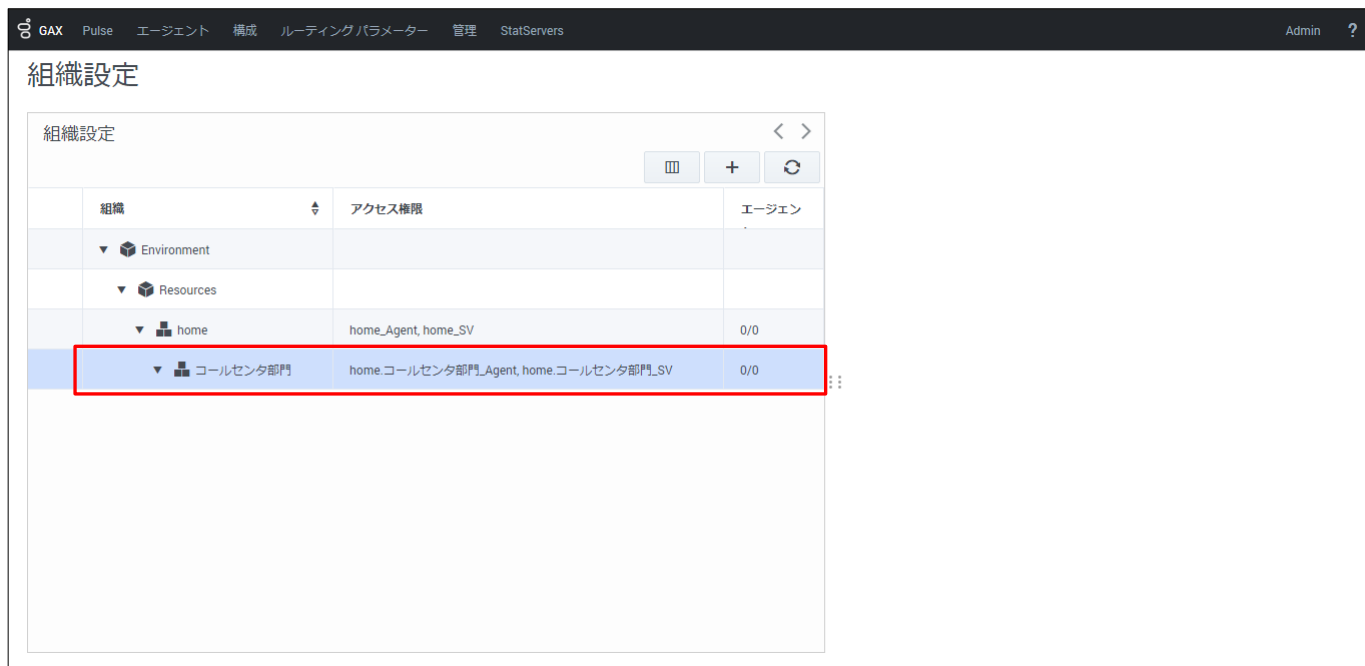 GAX Pulse エージェント 構成 ルーティング パラメーター 管理 StatServers Admin ?
組織設定
組織設定
組織 アクセス権限 エージェン
Environment
Resources
home home_Agent, home_SV 0/0
コールセンタ部門 home.コールセンタ部門_Agent, home.コールセンタ部門_SV 0/0